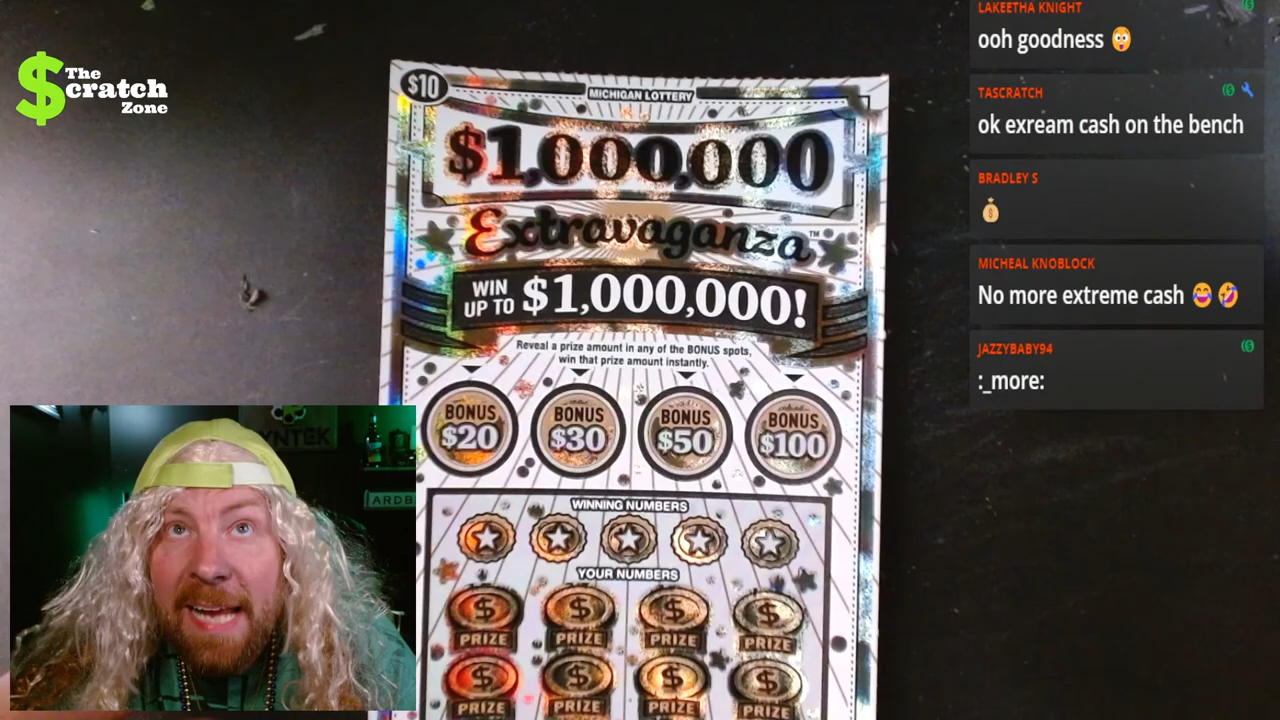 The
$cratch
Zone
$10
MICHIGAN LOTTERY
$1,000,000
Extravaganza™
WIN
UP TO $1,000,000!
Reveal a prize amount in any of the BONUS spots,
win that prize amount instantly.
BONUS BONUS BONUS BONUS
$20 $30 $50 $100
WINNING NUMBERS
YOUR NUMBERS
$ $ $ $
PRIZE PRIZE PRIZE PRIZE
$ $ $ $
PRIZE PRIZE PRIZE PRIZE
YNTEK
ARDB
LAKEETHA KNIGHT
ooh goodness 😳
TASCRATCH
ok exream cash on the bench
BRADLEY S
💰
MICHEAL KNOBLOCK
No more extreme cash 😂🤣
JAZZYBABY94
:_more: